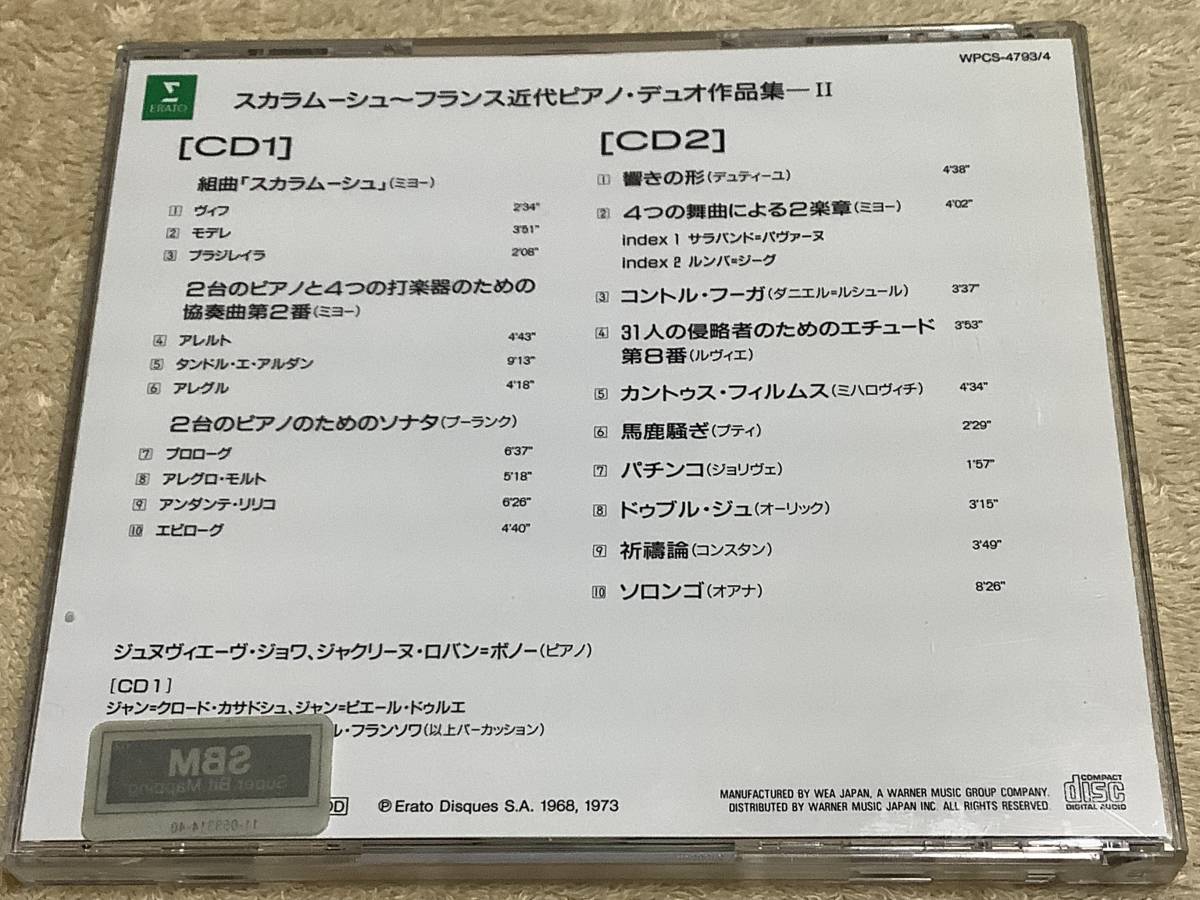 WPCS-4793/4
ERATO
スカラムーシュ〜フランス近代ピアノ・デュオ作品集—II
[CD1]
組曲「スカラムーシュ」(ミヨー)
1 ヴィフ 2'34"
2 モデレ 3'51"
3 ブラジレイラ 2'08"
2台のピアノと4つの打楽器のための
協奏曲第2番(ミヨー)
4 アレルト 4'43"
5 タンドル・エ・アルダン 9'13"
6 アレグル 4'18"
2台のピアノのためのソナタ(プーランク)
7 プロローグ 6'37"
8 アレグロ・モルト 5'18"
9 アンダンテ・リリコ 6'26"
10 エピローグ 4'40"
[CD2]
1 響きの形(デュティーユ) 4'38"
2 4つの舞曲による2楽章(ミヨー) 4'02"
index 1 サラバンド=パヴァーヌ
index 2 ルンバ=ジーグ
3 コントル・フーガ(ダニエル=ルシュール) 3'37"
4 31人の侵略者のためのエチュード 3'53"
第8番(ルヴィエ)
5 カントゥス・フィルムス(ミハロヴィチ) 4'34"
6 馬鹿騒ぎ(プティ) 2'29"
7 パチンコ(ジョリヴェ) 1'57"
8 ドゥブル・ジュ(オーリック) 3'15"
9 祈禱論(コンスタン) 3'49"
10 ソロンゴ(オアナ) 8'26"
ジュヌヴィエーヴ・ジョワ、ジャクリーヌ・ロバン=ボノー(ピアノ)
[CD1]
ジャン=クロード・カサドシュ、ジャン=ピエール・ドゥルエ
ル・フランソワ(以上パーカッション)
SBM
Super Bit Mapping
11-059314-40
DD
℗ Erato Disques S.A. 1968, 1973
MANUFACTURED BY WEA JAPAN, A WARNER MUSIC GROUP COMPANY.
DISTRIBUTED BY WARNER MUSIC JAPAN INC. ALL RIGHTS RESERVED.
COMPACT
disc
DIGITAL AUDIO